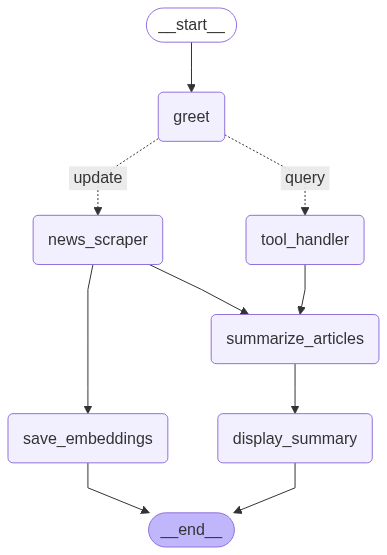 __start__
greet
update
query
news_scraper
tool_handler
summarize_articles
save_embeddings
display_summary
__end__